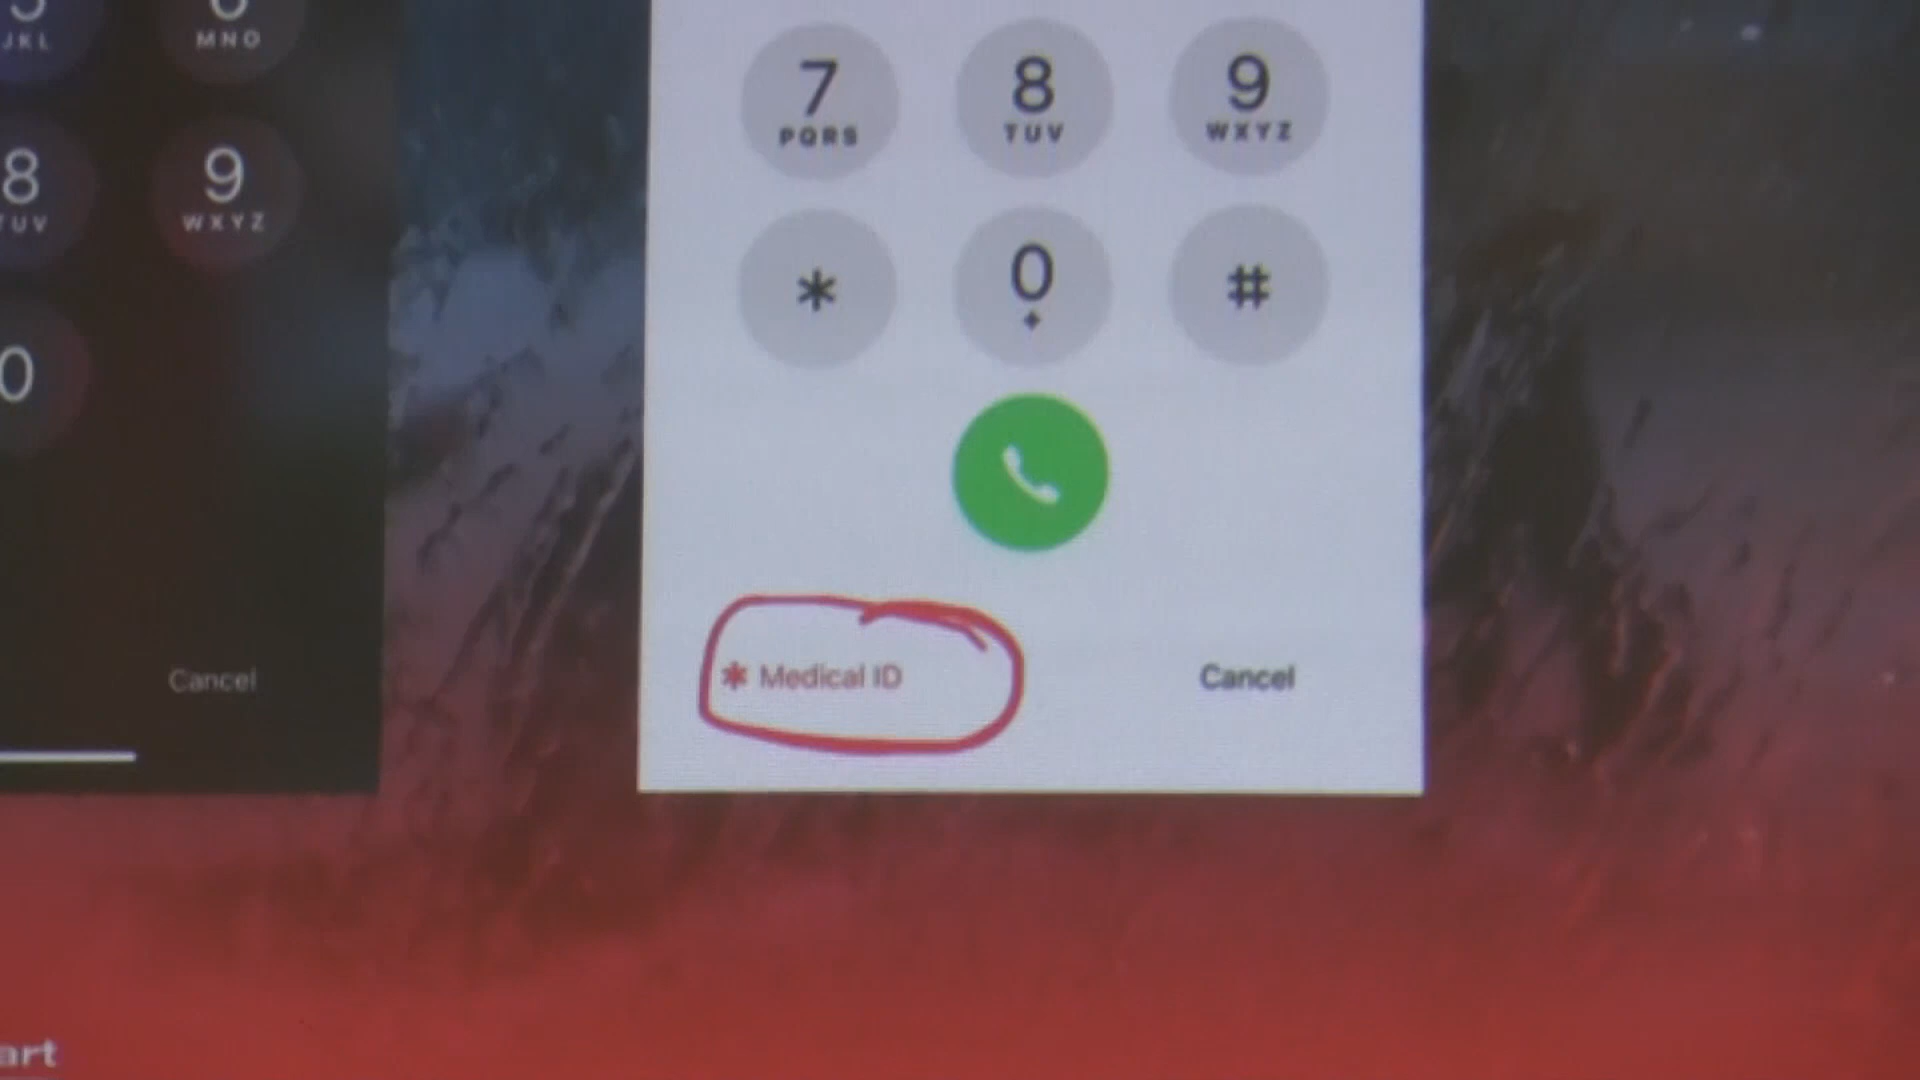 JKL
6
MNO
8
TUV
9
WXYZ
0
Cancel
7
PQRS
8
TUV
9
WXYZ
*
0
+
#
* Medical ID
Cancel
art